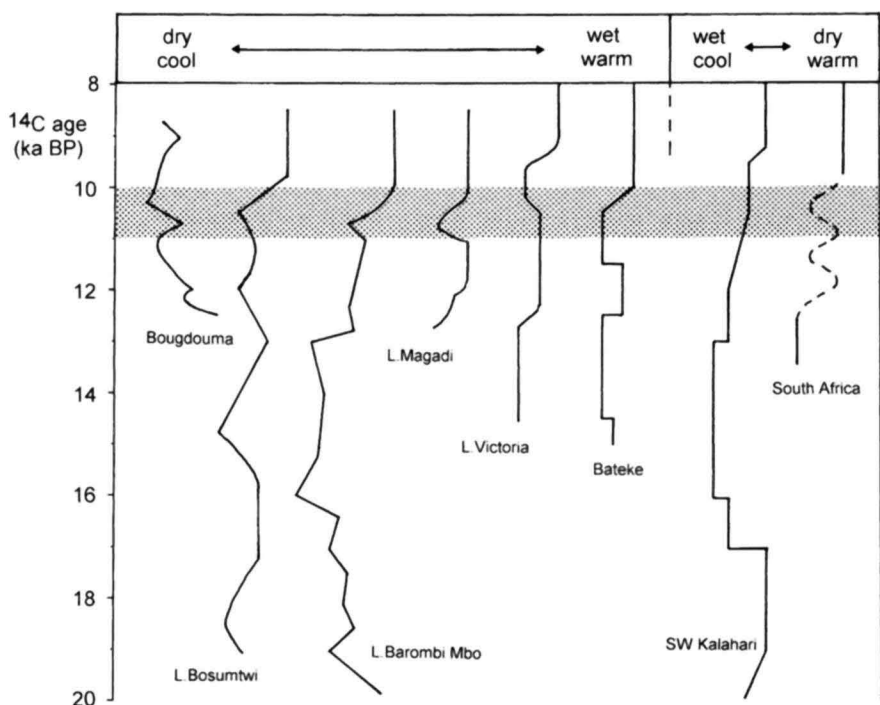 dry
cool
wet
warm
wet
cool
dry
warm
¹⁴C age
(ka BP)
8
10
12
14
16
18
20
Bougdouma
L.Magadi
South Africa
L.Victoria
Bateke
L.Bosumtwi
L.Barombi Mbo
SW Kalahari